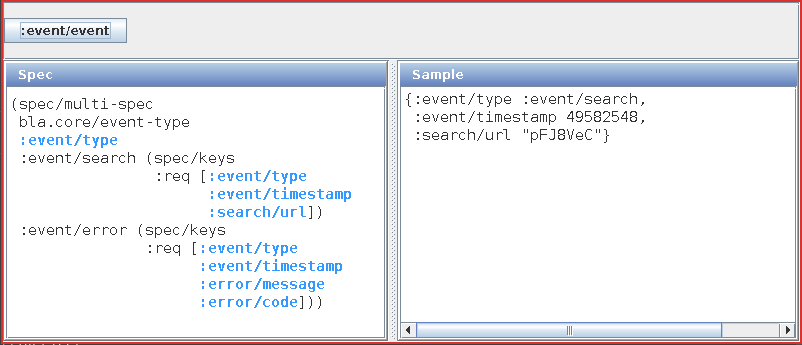 :event/event
Spec
(spec/multi-spec
bla.core/event-type
:event/type
:event/search (spec/keys
:req [:event/type
:event/timestamp
:search/url])
:event/error (spec/keys
:req [:event/type
:event/timestamp
:error/message
:error/code]))
Sample
{:event/type :event/search,
:event/timestamp 49582548,
:search/url "pFJ8VeC"}